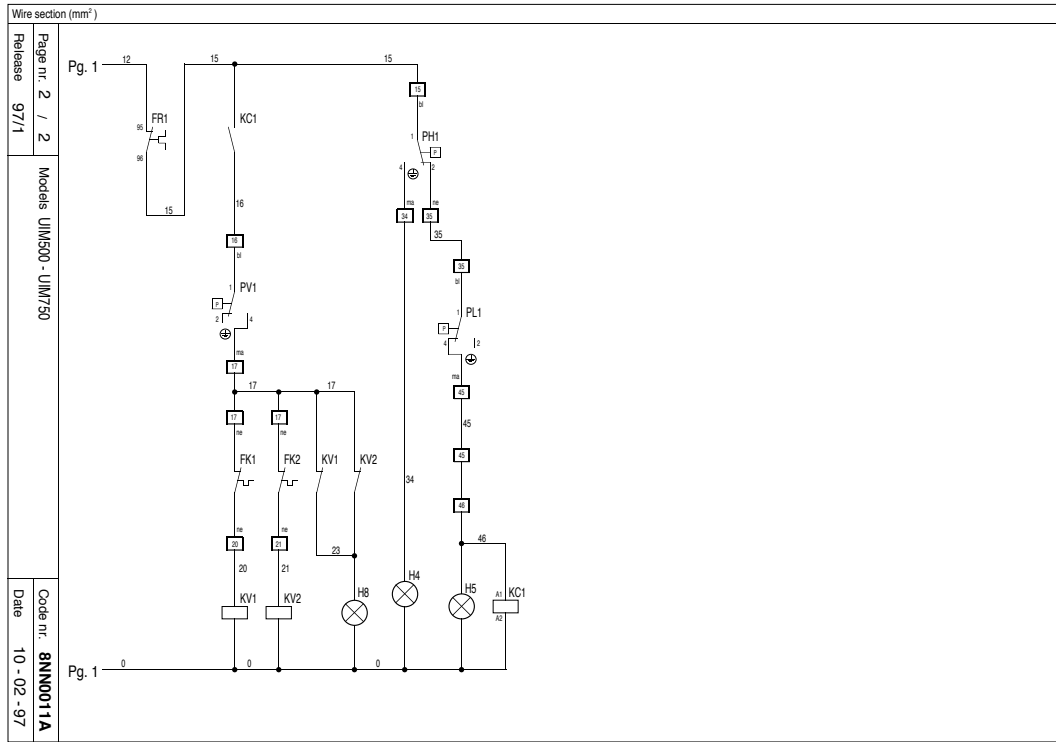 Wire section (mm²)
Page nr. 2 / 2
Release 97/1
Models UIM500 - UIM750
Code nr. 8NN0011A
Date 10 - 02 - 97
Pg. 1
12
15
15
15
bl
95
FR1
96
15
KC1
1
PH1
P
4
2
ma
ne
34
35
35
16
16
bl
35
bl
1
PV1
P
2
4
1
PL1
P
4
2
ma
17
ma
45
17
17
17
17
ne
ne
45
45
FK1
FK2
KV1
KV2
34
46
ne
ne
20
21
23
46
20
21
KV1
KV2
H8
H4
H5
A1
KC1
A2
Pg. 1
0
0
0